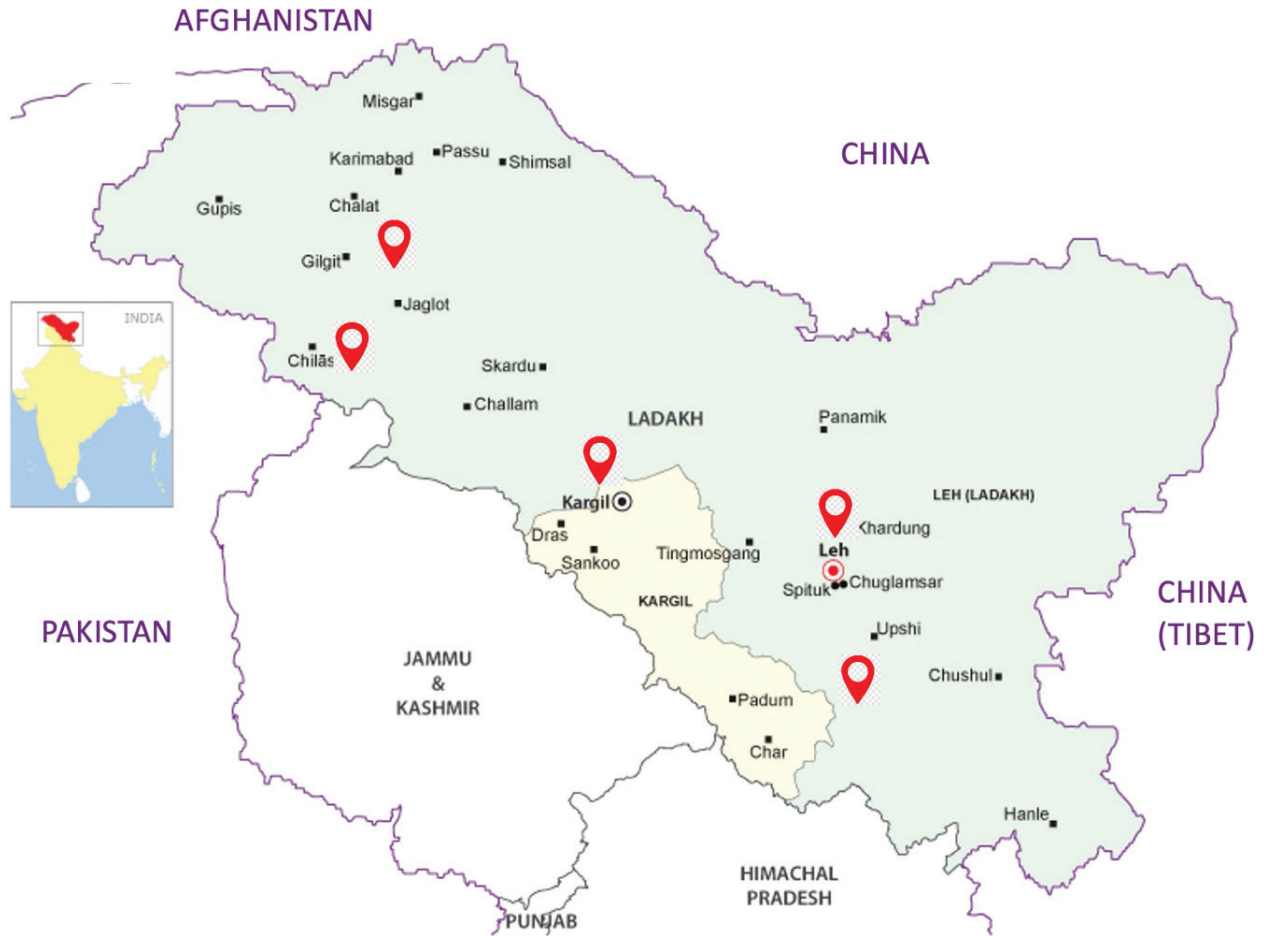 AFGHANISTAN
Misgar
Passu
Karimabad
Shimsal
CHINA
Gupis
Chalat
Gilgit
Jaglot
INDIA
Chilās
Skardu
Challam
LADAKH
Panamik
Kargil
LEH (LADAKH)
Dras
Khardung
Sankoo
Tingmosgang
Leh
Spituk
Chuglamsar
KARGIL
CHINA
(TIBET)
PAKISTAN
Upshi
JAMMU
&
KASHMIR
Chushul
Padum
Char
Hanle
HIMACHAL
PRADESH
PUNJAB